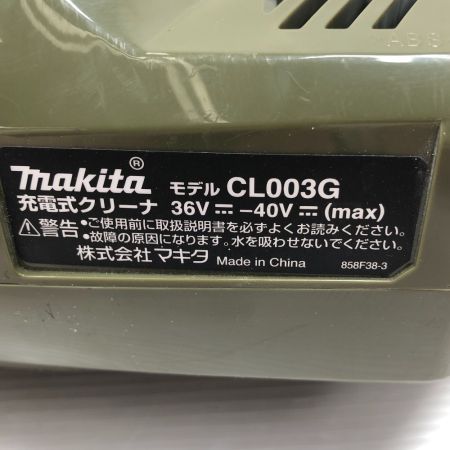 makita® モデル CL003G
充電式クリーナ 36V⎓–40V⎓(max)
⚠警告 •ご使用前に取扱説明書を必ずよくお読みください。
•故障の原因になります。水を吸わせないでください。
株式会社マキタ Made in China 858F38-3